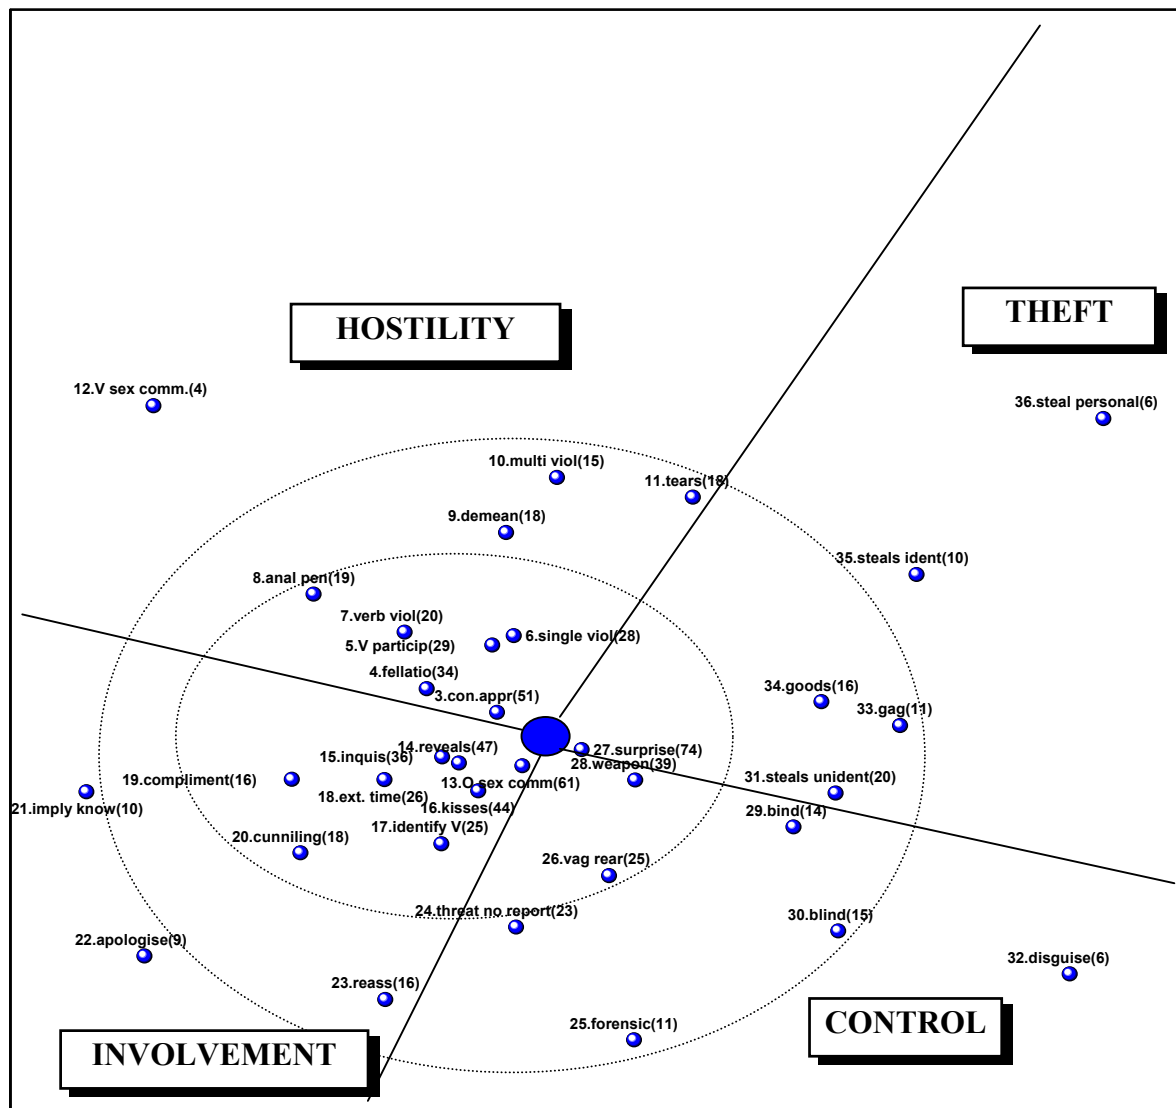 THEFT
HOSTILITY
12.V sex comm.(4)
36.steal personal(6)
10.multi viol(15)
11.tears(18)
9.demean(18)
35.steals ident(10)
8.anal pen(19)
7.verb viol(20)
6.single viol(28)
5.V particip(29)
4.fellatio(34)
34.goods(16)
3.con.appr(51)
33.gag(11)
14.reveals(47)
27.surprise(74)
15.inquis(36)
28.weapon(39)
19.compliment(16)
13.O sex comm(61)
31.steals unident(20)
18.ext. time(26)
21.imply know(10)
16.kisses(44)
29.bind(14)
17.identify V(25)
20.cunniling(18)
26.vag rear(25)
24.threat no report(23)
30.blind(15)
22.apologise(9)
32.disguise(6)
23.reass(16)
25.forensic(11)
CONTROL
INVOLVEMENT